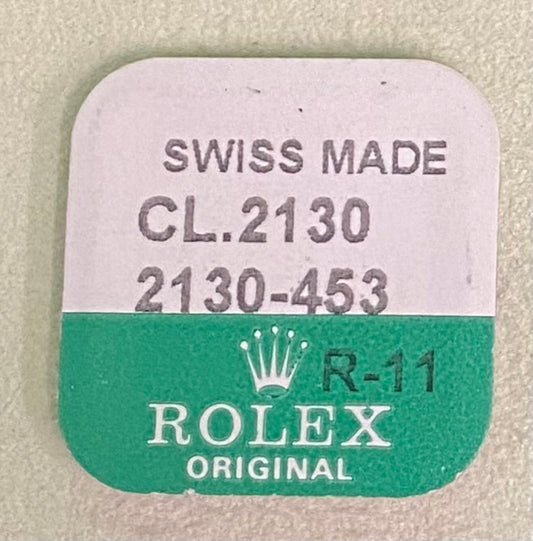 SWISS MADE
CL.2130
2130-453
R-11
ROLEX
ORIGINAL